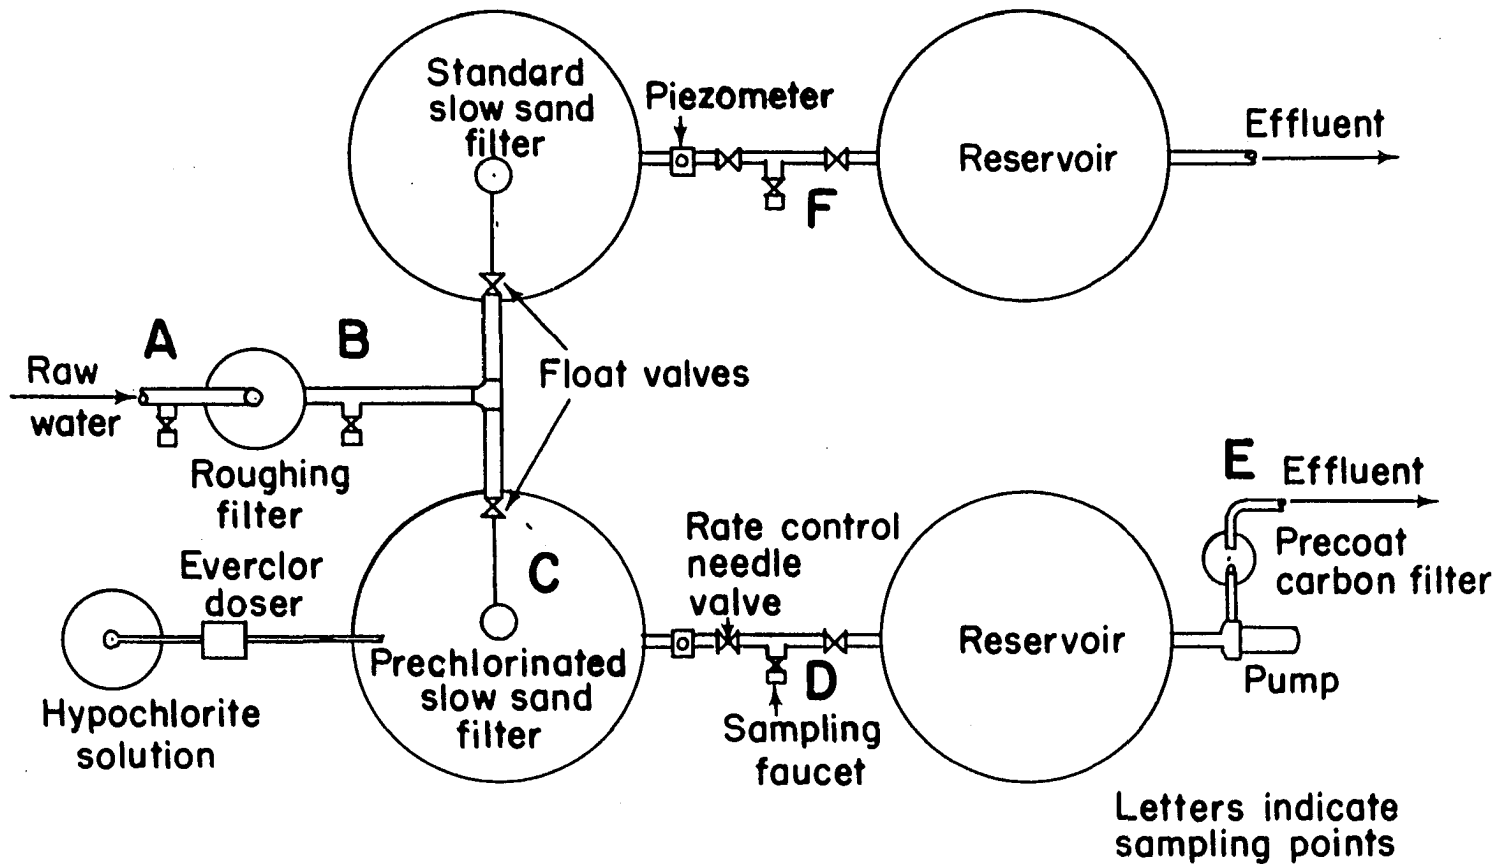 Standard
slow sand
filter
Piezometer
Reservoir
Effluent
F
A
B
Raw
water
Float valves
Roughing
filter
E
Effluent
Precoat
carbon filter
Rate control
needle
valve
C
Everclor
doser
Prechlorinated
slow sand
filter
Reservoir
D
Pump
Hypochlorite
solution
Sampling
faucet
Letters indicate
sampling points